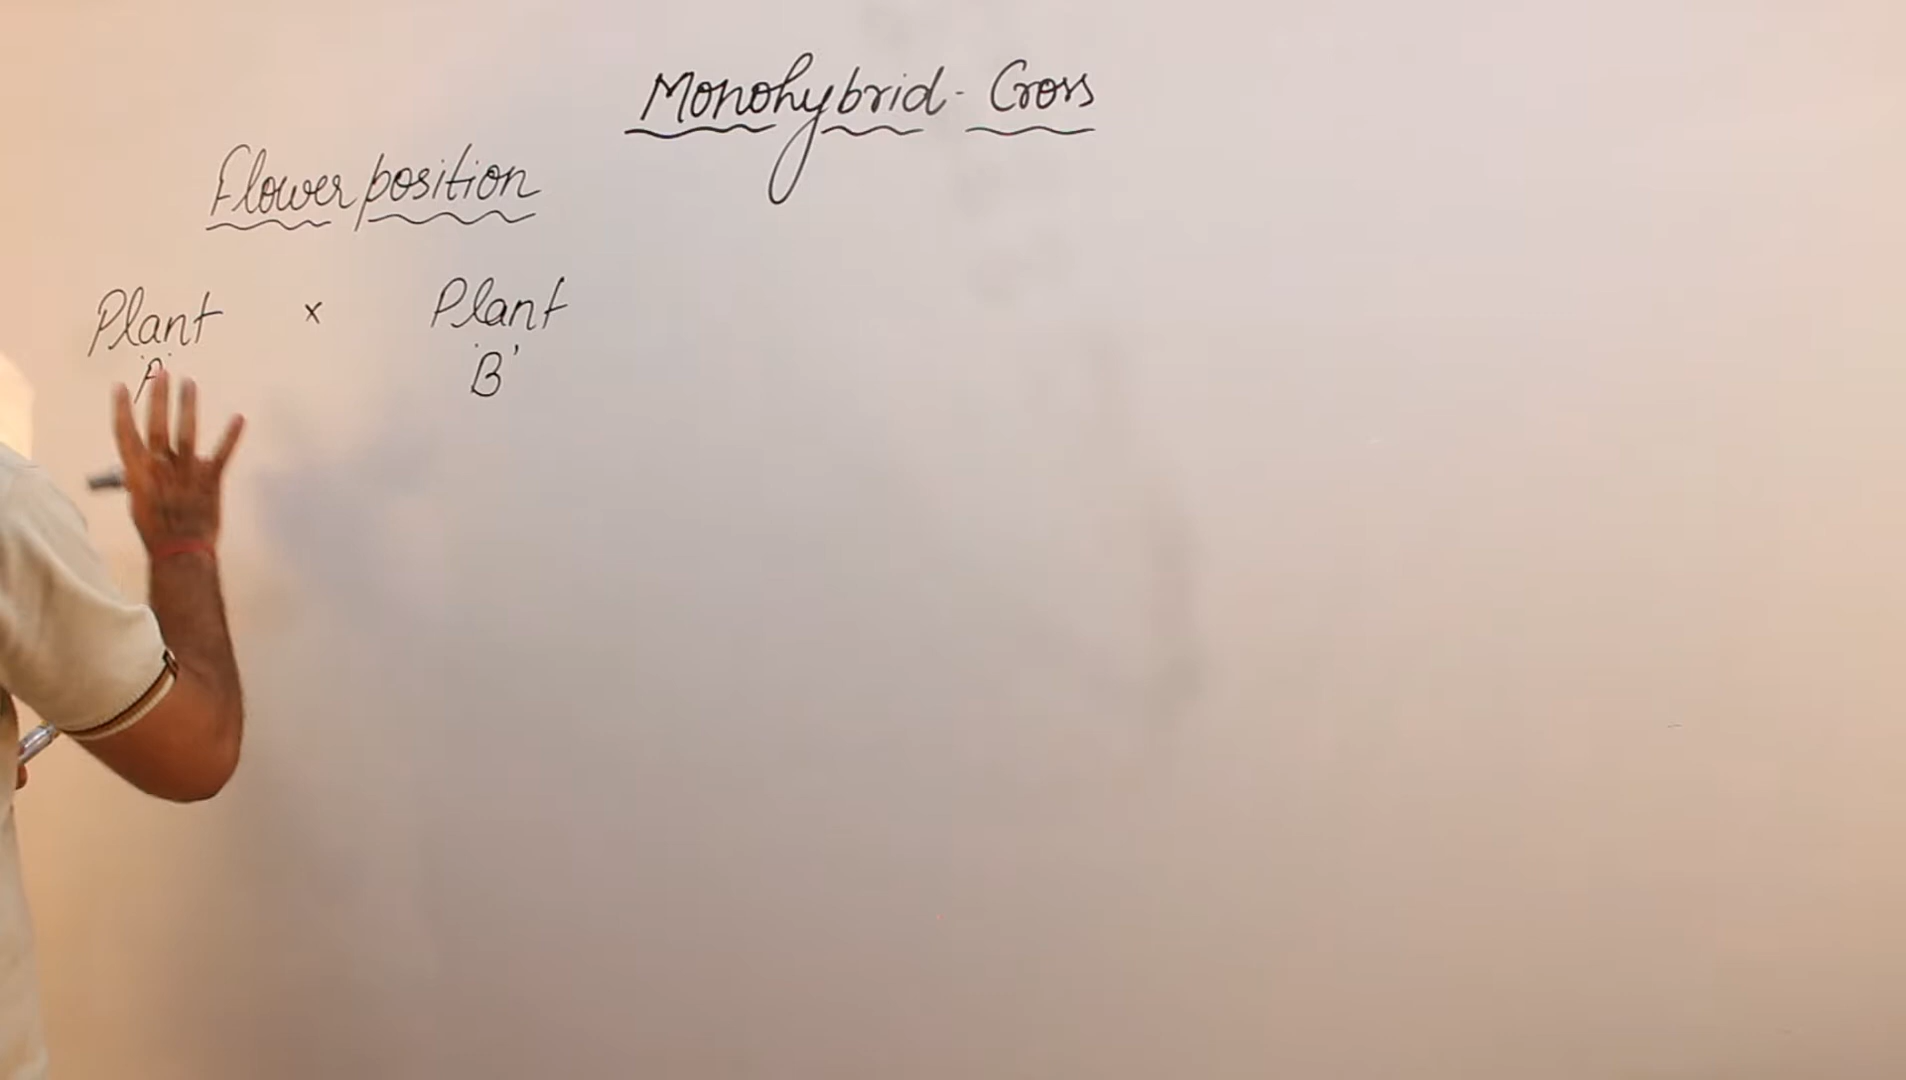 Monohybrid - Cross
Flower position
Plant x Plant
A B'